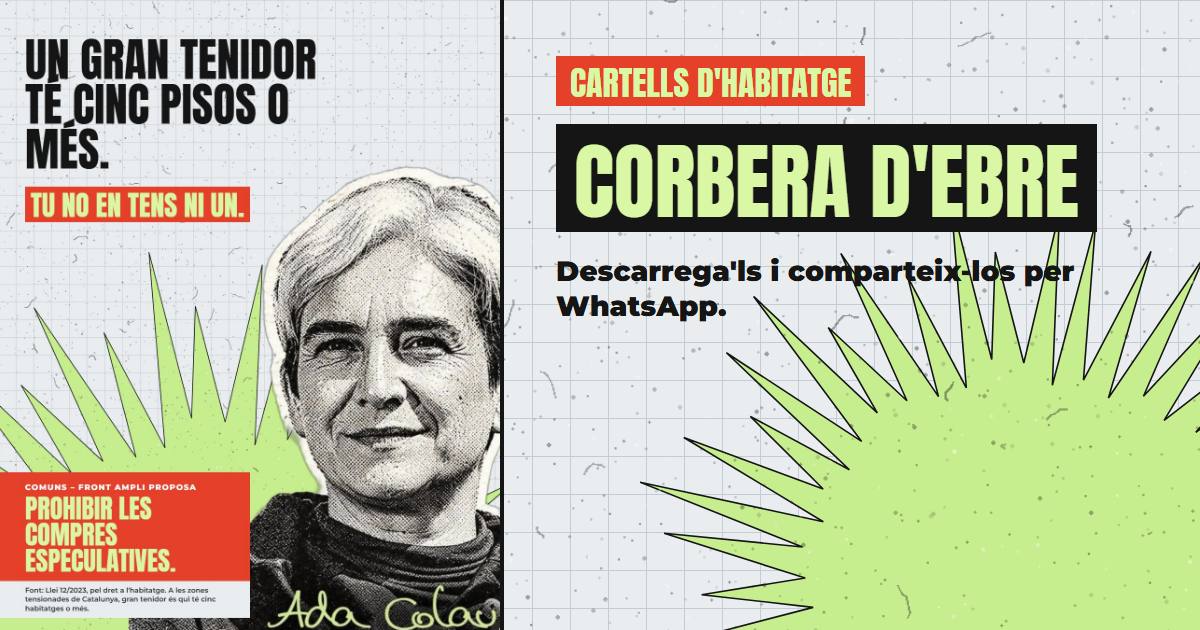 UN GRAN TENIDOR
TÉ CINC PISOS O
MÉS.
TU NO EN TENS NI UN.
COMUNS – FRONT AMPLI PROPOSA
PROHIBIR LES
COMPRES
ESPECULATIVES.
Font: Llei 12/2023, pel dret a l'habitatge. A les zones
tensionades de Catalunya, gran tenidor és qui té cinc
habitatges o més.
Ada Colau
CARTELLS D'HABITATGE
CORBERA D'EBRE
Descarrega'ls i comparteix-los per
WhatsApp.